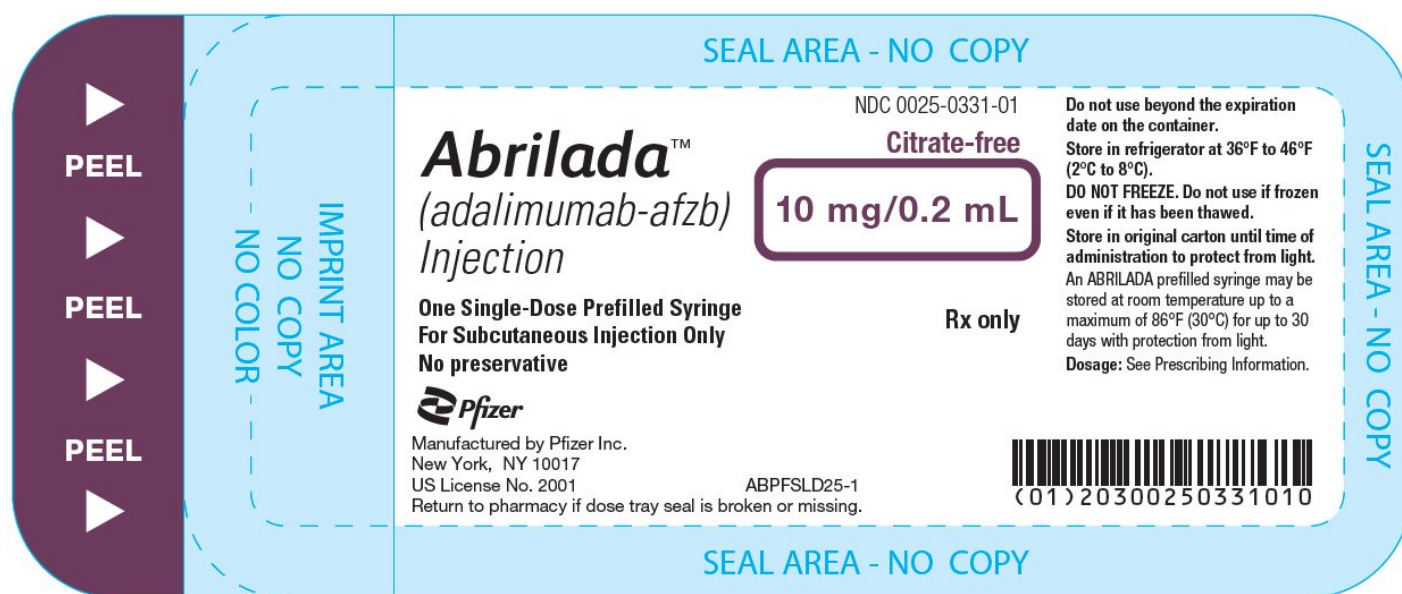 SEAL AREA - NO COPY
PEEL
PEEL
PEEL
IMPRINT AREA
NO COPY
NO COLOR
Abrilada™
(adalimumab-afzb)
Injection
One Single-Dose Prefilled Syringe
For Subcutaneous Injection Only
No preservative
Pfizer
Manufactured by Pfizer Inc.
New York, NY 10017
US License No. 2001
ABPFSLD25-1
Return to pharmacy if dose tray seal is broken or missing.
NDC 0025-0331-01
Citrate-free
10 mg/0.2 mL
Rx only
Do not use beyond the expiration
date on the container.
Store in refrigerator at 36°F to 46°F
(2°C to 8°C).
DO NOT FREEZE. Do not use if frozen
even if it has been thawed.
Store in original carton until time of
administration to protect from light.
An ABRILADA prefilled syringe may be
stored at room temperature up to a
maximum of 86°F (30°C) for up to 30
days with protection from light.
Dosage: See Prescribing Information.
(01)20300250331010
SEAL AREA - NO COPY
SEAL AREA - NO COPY